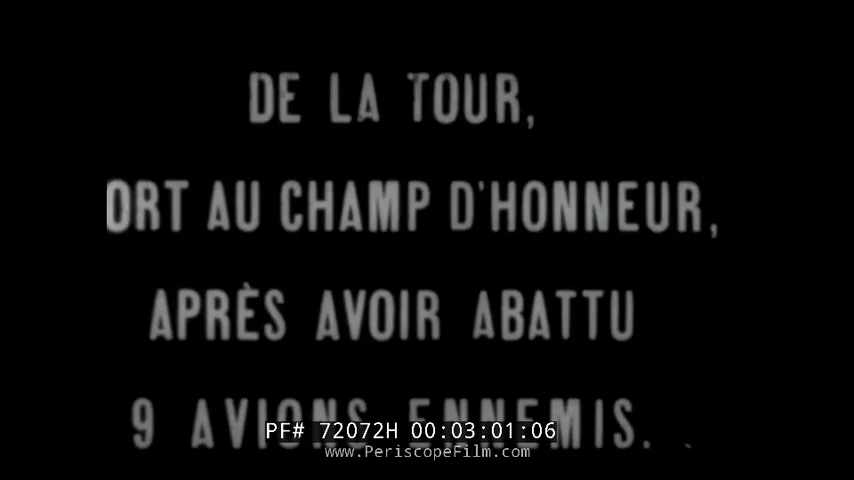 DE LA TOUR,
ORT AU CHAMP D'HONNEUR,
APRÈS AVOIR ABATTU
9 AVIONS ENNEMIS.
PF# 72072H 00:03:01:06
www.PeriscopeFilm.com